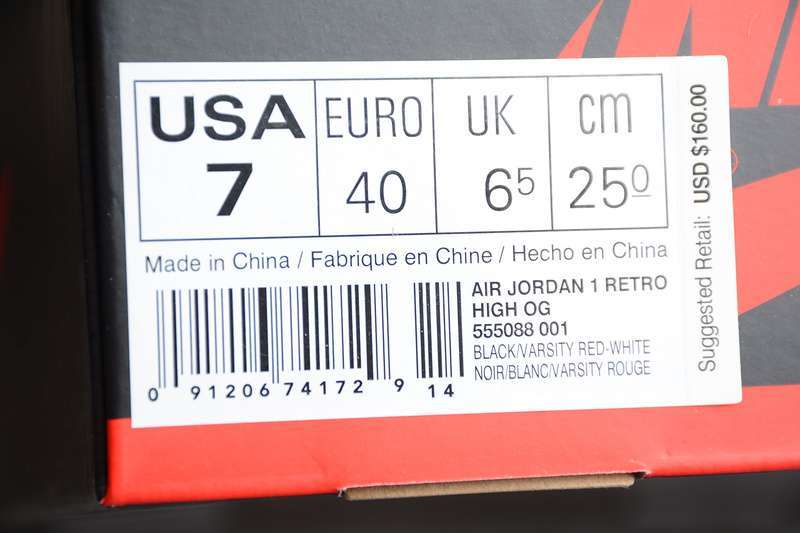 USA EURO UK cm
7 40 6⁵ 25⁰
Made in China / Fabrique en Chine / Hecho en China
AIR JORDAN 1 RETRO
HIGH OG
555088 001
BLACK/VARSITY RED-WHITE
NOIR/BLANC/VARSITY ROUGE
0 91206 74172 9 14
Suggested Retail: USD $160.00